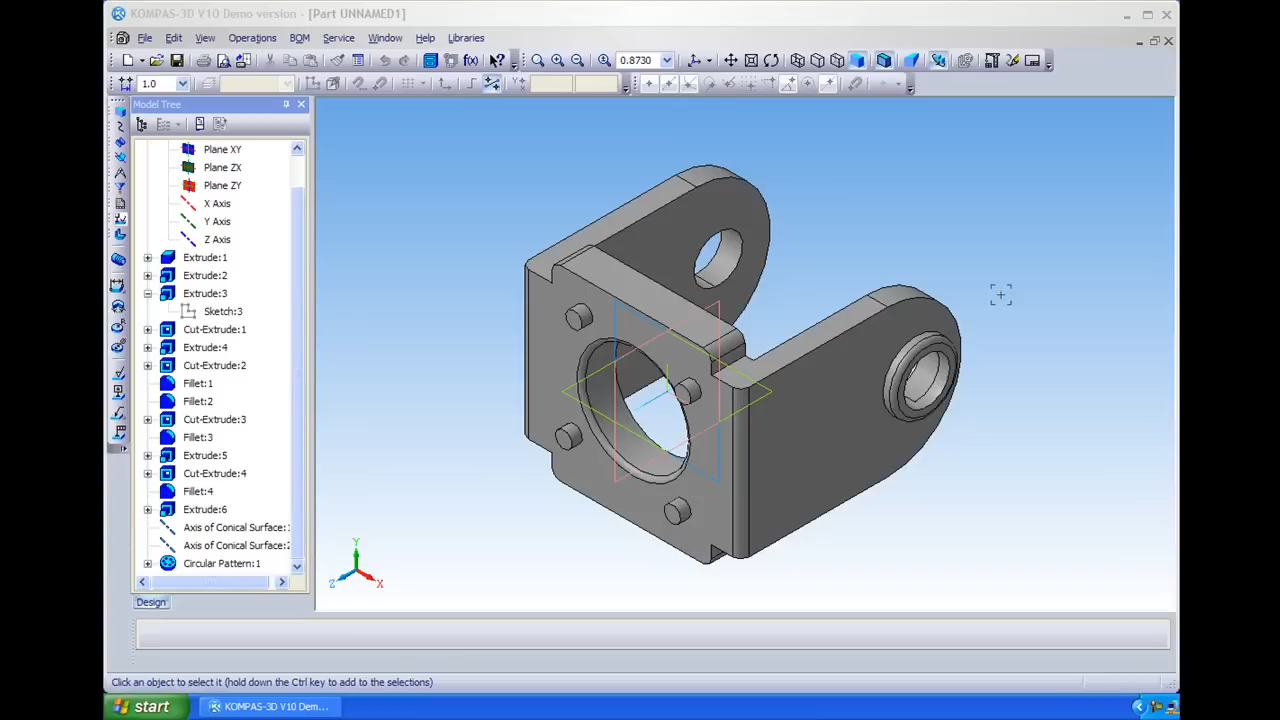 KOMPAS-3D V10 Demo version - [Part UNNAMED1]
File Edit View Operations BOM Service Window Help Libraries
f(x) 0.8730
1.0
Model Tree
Plane XY
Plane ZX
Plane ZY
X Axis
Y Axis
Z Axis
Extrude:1
Extrude:2
Extrude:3
Sketch:3
Cut-Extrude:1
Extrude:4
Cut-Extrude:2
Fillet:1
Fillet:2
Cut-Extrude:3
Fillet:3
Extrude:5
Cut-Extrude:4
Fillet:4
Extrude:6
Axis of Conical Surface:1
Axis of Conical Surface:2
Circular Pattern:1
Y
Z
X
Design
Click an object to select it (hold down the Ctrl key to add to the selections)
start
KOMPAS-3D V10 Dem...